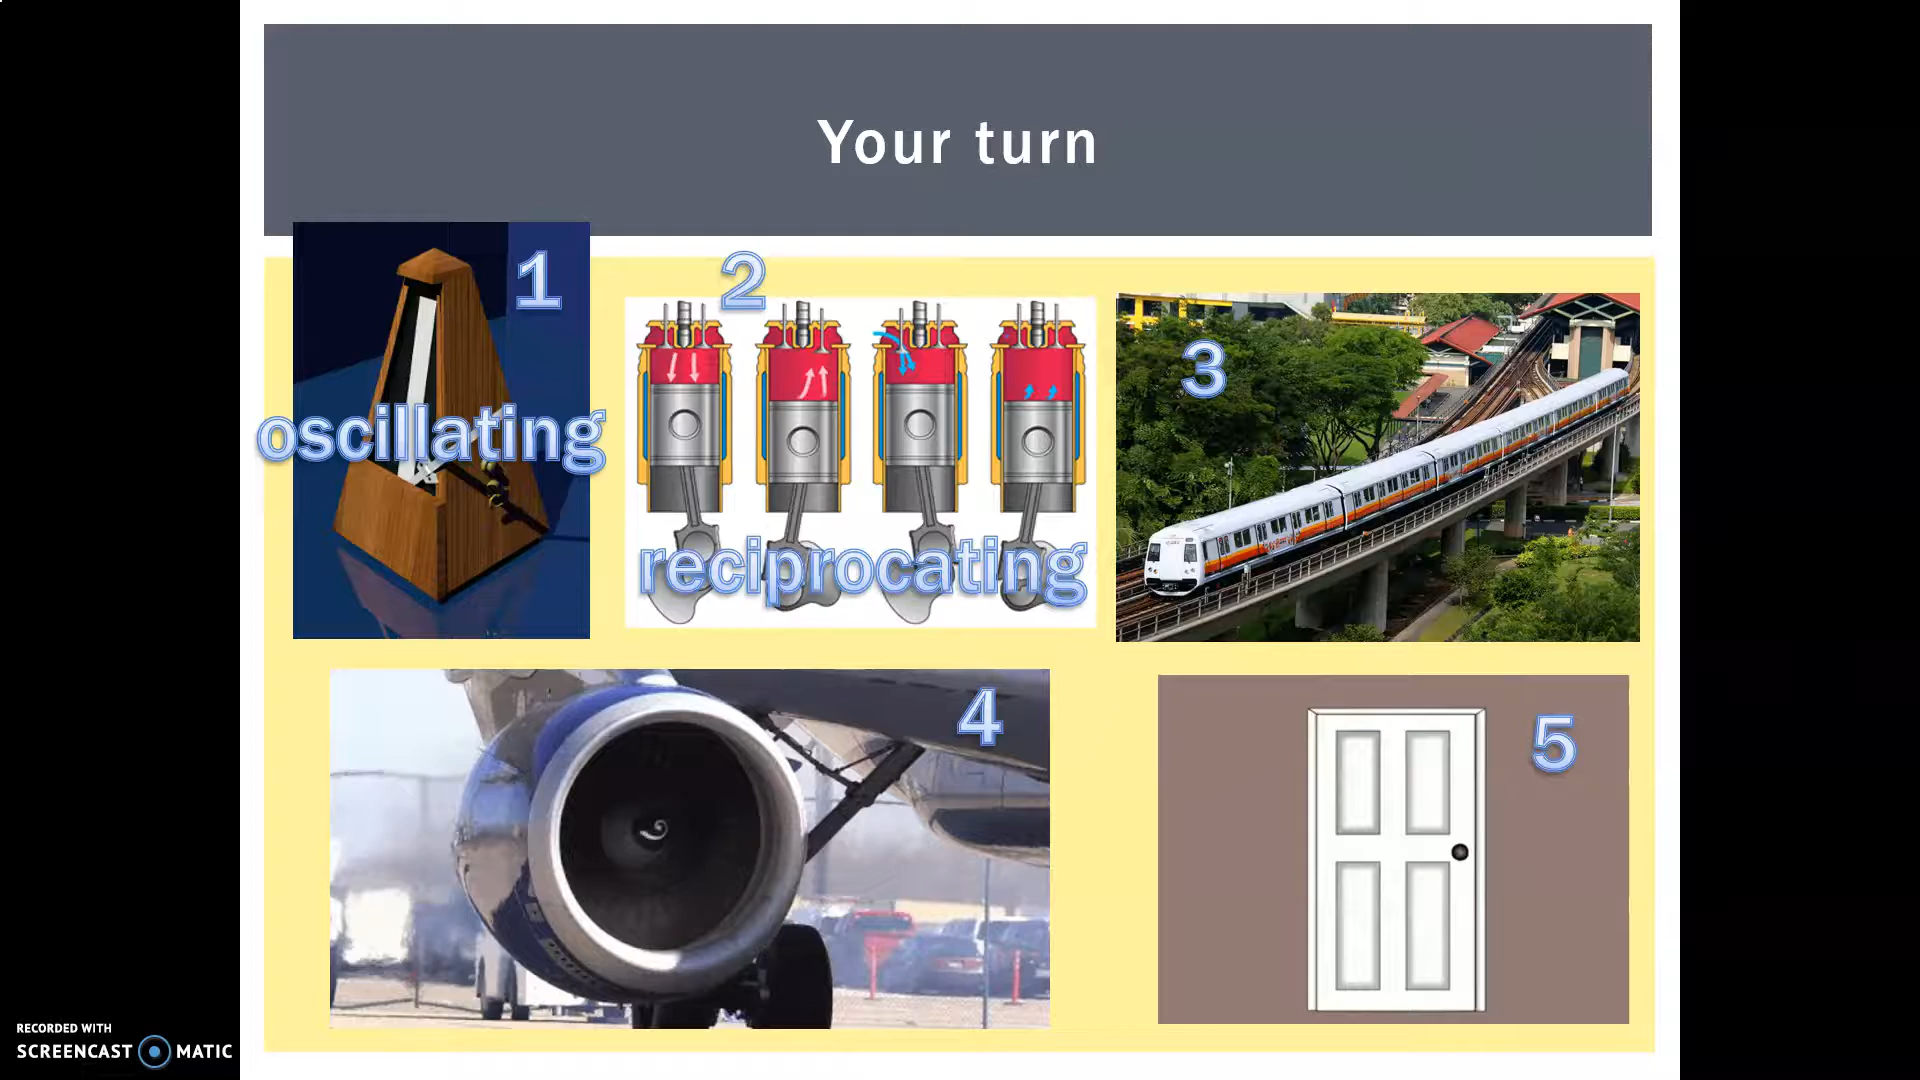 Your turn
1
2
3
oscillating
reciprocating
4
5
RECORDED WITH
SCREENCAST MATIC